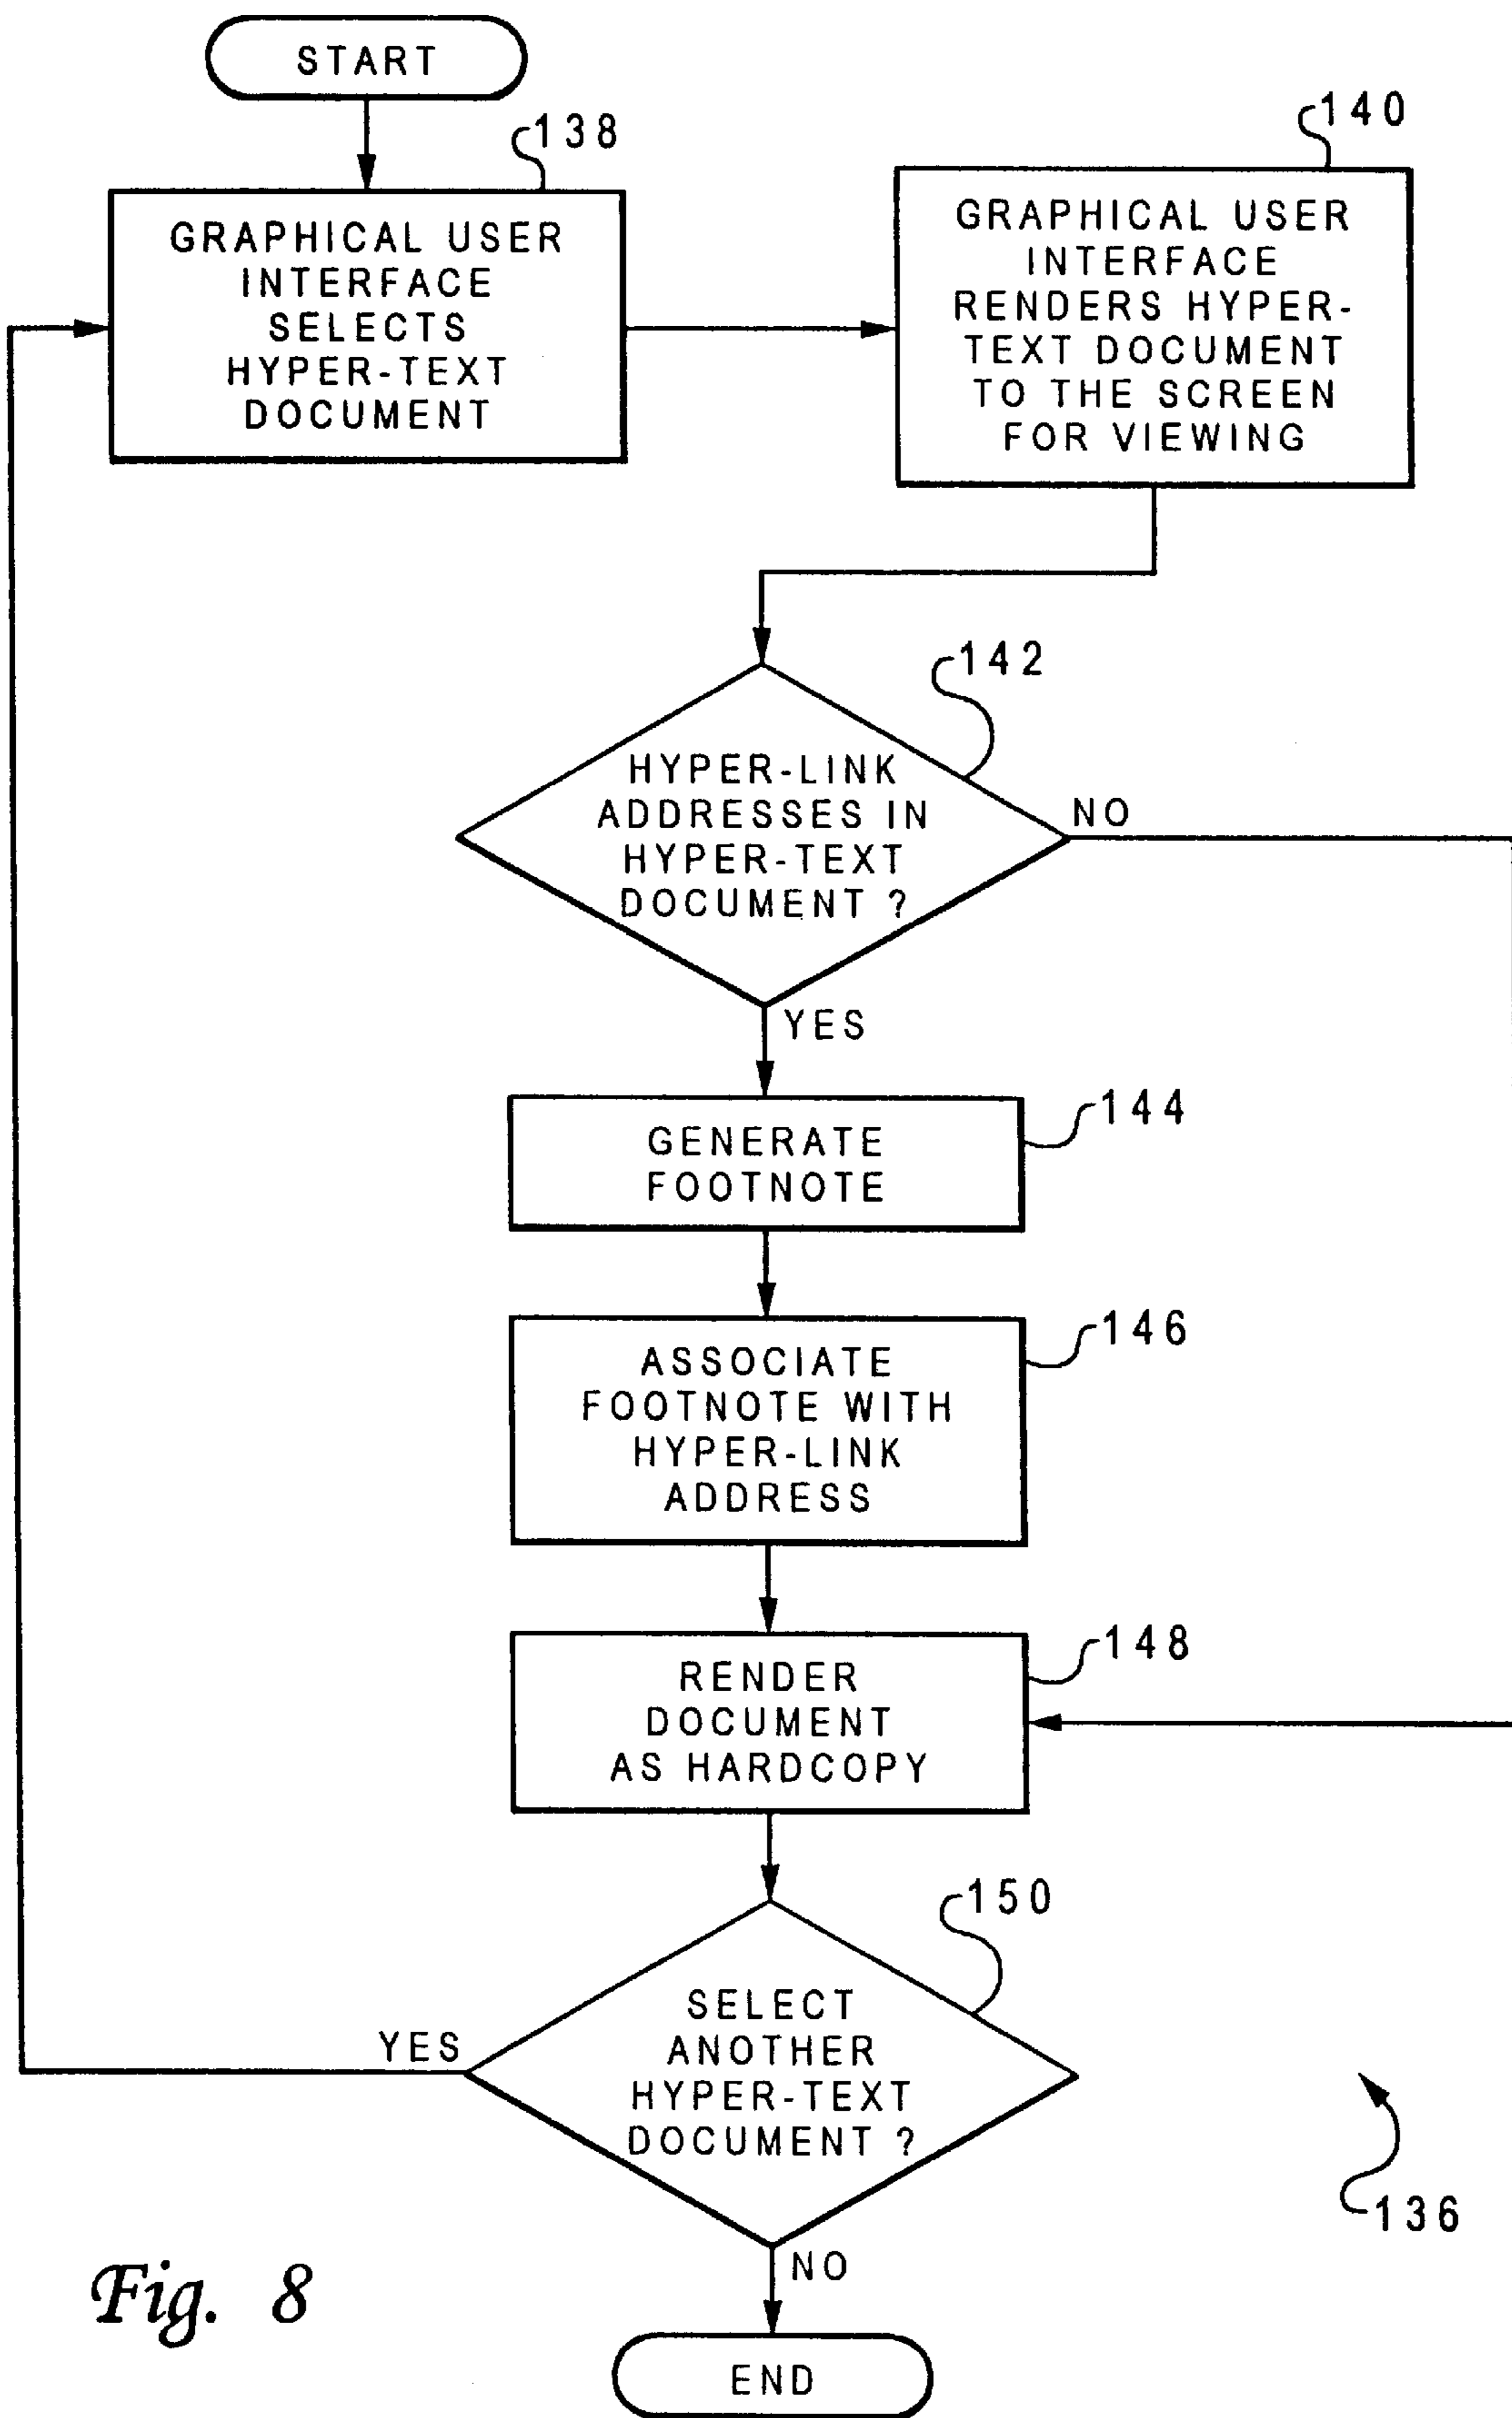 START
138
GRAPHICAL USER
INTERFACE
SELECTS
HYPER-TEXT
DOCUMENT
140
GRAPHICAL USER
INTERFACE
RENDERS HYPER-
TEXT DOCUMENT
TO THE SCREEN
FOR VIEWING
142
HYPER-LINK
ADDRESSES IN
HYPER-TEXT
DOCUMENT ?
NO
YES
144
GENERATE
FOOTNOTE
146
ASSOCIATE
FOOTNOTE WITH
HYPER-LINK
ADDRESS
148
RENDER
DOCUMENT
AS HARDCOPY
150
SELECT
ANOTHER
HYPER-TEXT
DOCUMENT ?
YES
NO
136
END
Fig. 8